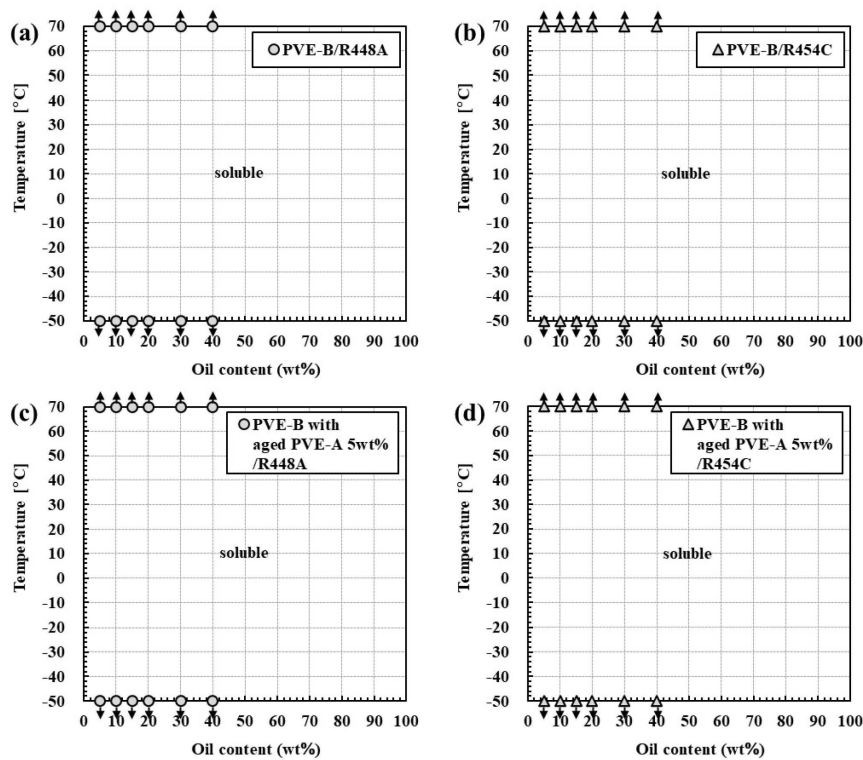 (a)
70
60
50
40
30
20
10
0
-10
-20
-30
-40
-50
Temperature [°C]
PVE-B/R448A
soluble
0 10 20 30 40 50 60 70 80 90 100
Oil content (wt%)
(b)
70
60
50
40
30
20
10
0
-10
-20
-30
-40
-50
Temperature [°C]
PVE-B/R454C
soluble
0 10 20 30 40 50 60 70 80 90 100
Oil content (wt%)
(c)
70
60
50
40
30
20
10
0
-10
-20
-30
-40
-50
Temperature [°C]
PVE-B with
aged PVE-A 5wt%
/R448A
soluble
0 10 20 30 40 50 60 70 80 90 100
Oil content (wt%)
(d)
70
60
50
40
30
20
10
0
-10
-20
-30
-40
-50
Temperature [°C]
PVE-B with
aged PVE-A 5wt%
/R454C
soluble
0 10 20 30 40 50 60 70 80 90 100
Oil content (wt%)